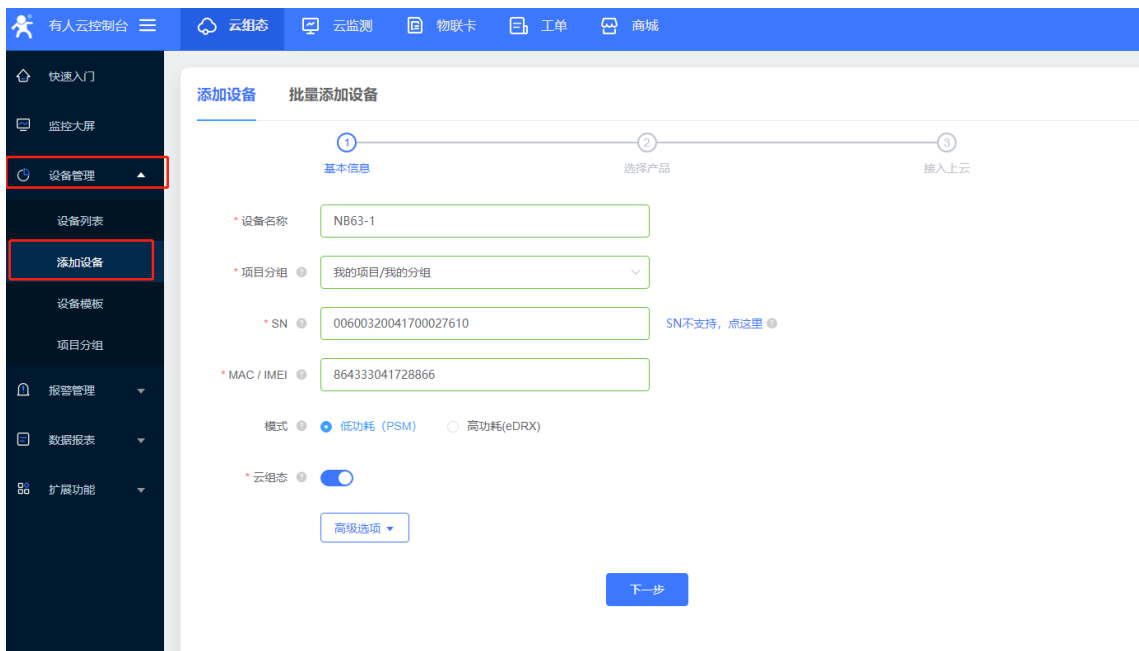 有人云控制台 云组态 云监测 物联卡 工单 商城
快速入门
监控大屏
设备管理
设备列表
添加设备
设备模板
项目分组
报警管理
数据报表
扩展功能
添加设备 批量添加设备
1 2 3
基本信息 选择产品 接入上云
* 设备名称 NB63-1
* 项目分组 我的项目/我的分组
* SN 00600320041700027610 SN不支持，点这里
* MAC / IMEI 864333041728866
模式 低功耗（PSM） 高功耗(eDRX)
* 云组态
高级选项
下一步